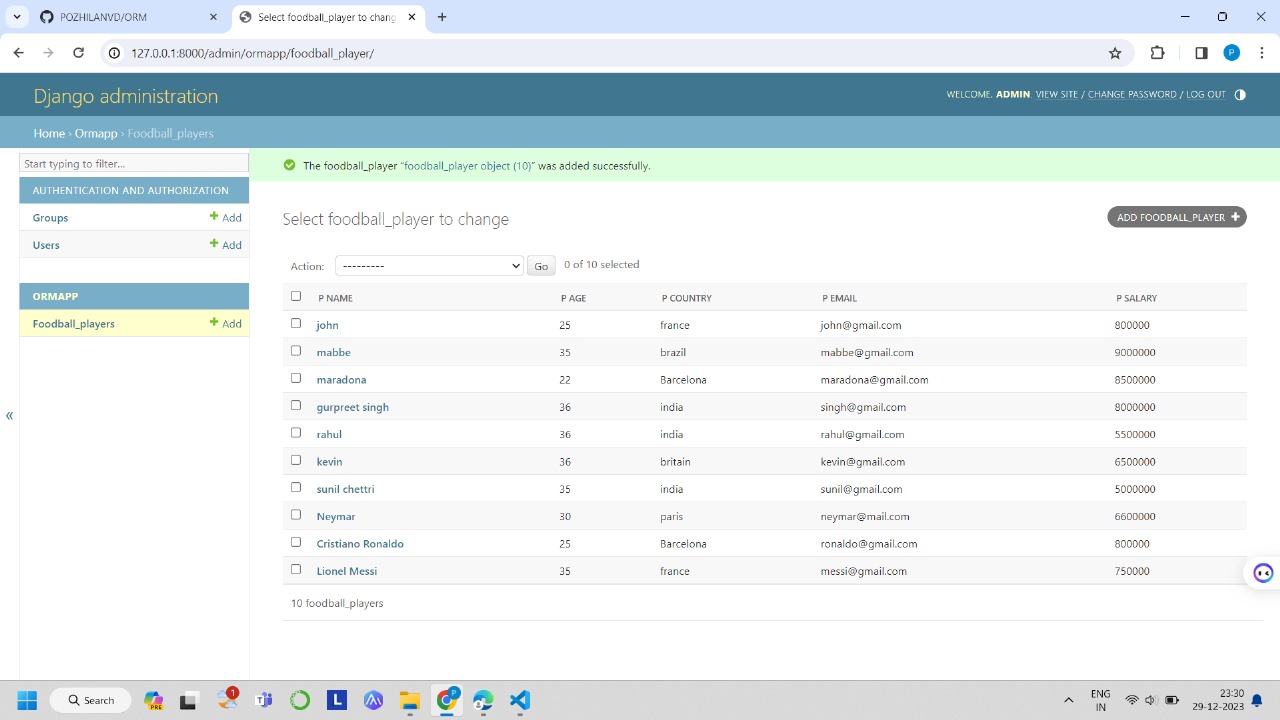 POZHILANVD/ORM
Select foodball_player to chang
127.0.0.1:8000/admin/ormapp/foodball_player/
P
Django administration
WELCOME, ADMIN. VIEW SITE / CHANGE PASSWORD / LOG OUT
Home › Ormapp › Foodball_players
Start typing to filter...
AUTHENTICATION AND AUTHORIZATION
Groups + Add
Users + Add
ORMAPP
Foodball_players + Add
«
The foodball_player “foodball_player object (10)” was added successfully.
Select foodball_player to change
ADD FOODBALL_PLAYER +
Action: --------- Go 0 of 10 selected
P NAME P AGE P COUNTRY P EMAIL P SALARY
john 25 france john@gmail.com 800000
mabbe 35 brazil mabbe@gmail.com 9000000
maradona 22 Barcelona maradona@gmail.com 8500000
gurpreet singh 36 india singh@gmail.com 8000000
rahul 36 india rahul@gmail.com 5500000
kevin 36 britain kevin@gmail.com 6500000
sunil chettri 35 india sunil@gmail.com 5000000
Neymar 30 paris neymar@mail.com 6600000
Cristiano Ronaldo 25 Barcelona ronaldo@gmail.com 800000
Lionel Messi 35 france messi@gmail.com 750000
10 foodball_players
Search
PRE
1
L
P
ENG
IN
23:30
29-12-2023